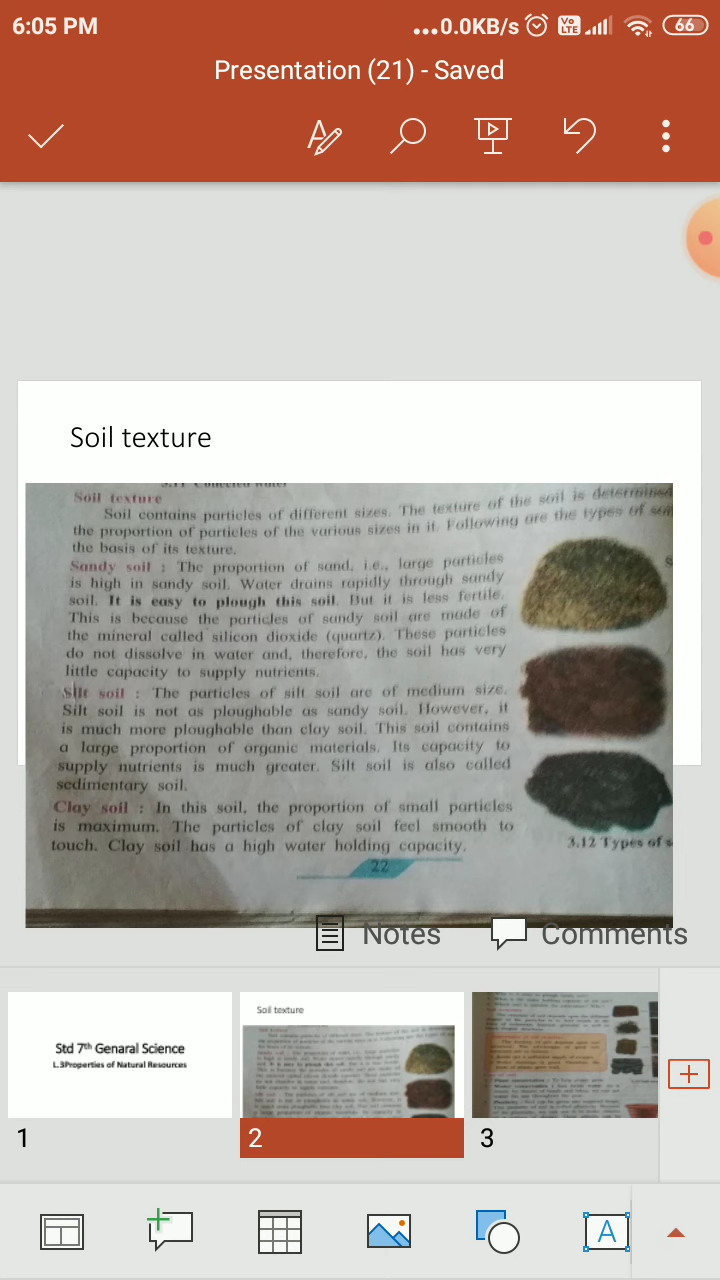 6:05 PM
...0.0KB/s
Vo
LTE
66
Presentation (21) - Saved
Soil texture
Soil texture
Soil contains particles of different sizes. The texture of the soil is determined
the proportion of particles of the various sizes in it. Following are the types of
the basis of its texture.
Sandy soil : The proportion of sand, i.e., large particles
is high in sandy soil. Water drains rapidly through sandy
soil. It is easy to plough this soil. But it is less fertile.
This is because the particles of sandy soil are made of
the mineral called silicon dioxide (quartz). These particles
do not dissolve in water and, therefore, the soil has very
little capacity to supply nutrients.
Silt soil : The particles of silt soil are of medium size.
Silt soil is not as ploughable as sandy soil. However, it
is much more ploughable than clay soil. This soil contains
a large proportion of organic materials. Its capacity to
supply nutrients is much greater. Silt soil is also called
sedimentary soil.
Clay soil : In this soil, the proportion of small particles
is maximum. The particles of clay soil feel smooth to
touch. Clay soil has a high water holding capacity.
3.12 Types of s
22
Notes
Comments
Std 7th Genaral Science
L.3Properties of Natural Resources
Soil texture
1
2
3
A